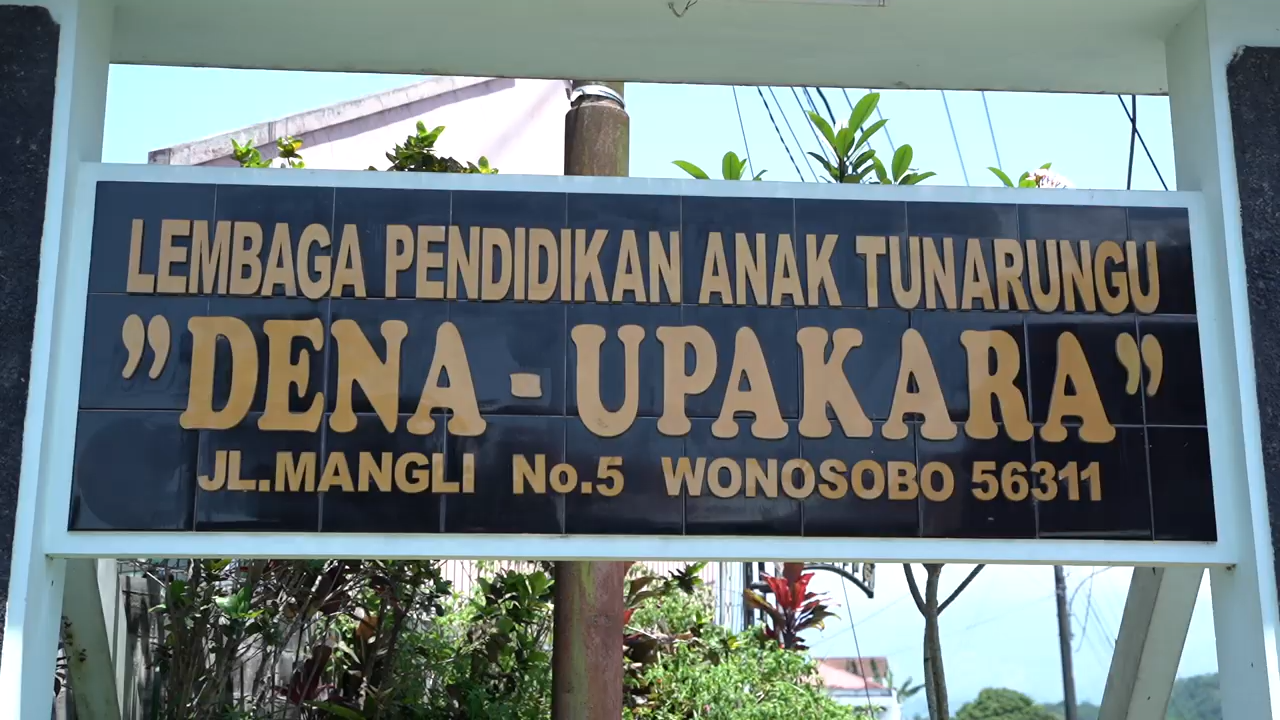 LEMBAGA PENDIDIKAN ANAK TUNARUNGU
”DENA - UPAKARA”
JL.MANGLI No.5 WONOSOBO 56311